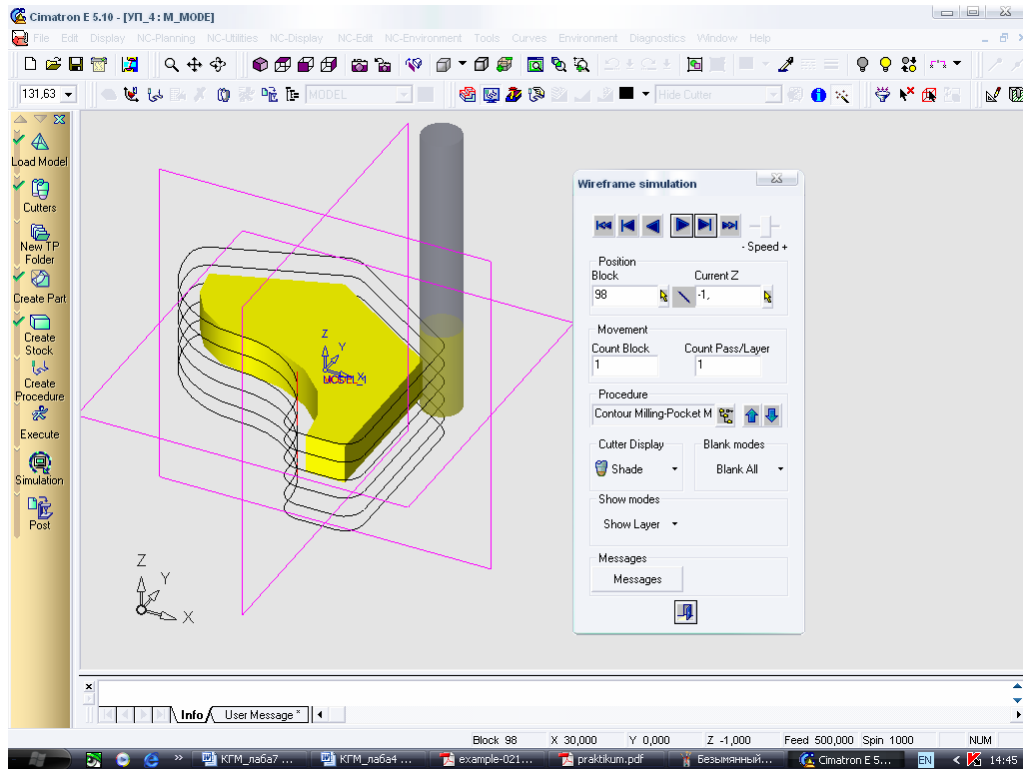 Cimatron E 5.10 - [УП_4 : M_MODE]
File Edit Display NC-Planning NC-Utilities NC-Display NC-Edit NC-Environment Tools Curves Environment Diagnostics Window Help
131,63
MODEL
Hide Cutter
Load Model
Cutters
New TP
Folder
Create Part
Create
Stock
Create
Procedure
Execute
Simulation
Post
Z
Y
X
Z
Y
X
Wireframe simulation
- Speed +
Position
Block
Current Z
98
-1,
Movement
Count Block
Count Pass/Layer
1
1
Procedure
Contour Milling-Pocket M
Cutter Display
Blank modes
Shade
Blank All
Show modes
Show Layer
Messages
Messages
Info
User Message *
Block 98
X 30,000
Y 0,000
Z -1,000
Feed 500,000
Spin 1000
NUM
КГМ_лаба7 ...
КГМ_лаба4 ...
example-021...
praktikum.pdf
Безымянный...
Cimatron E 5...
EN
14:45